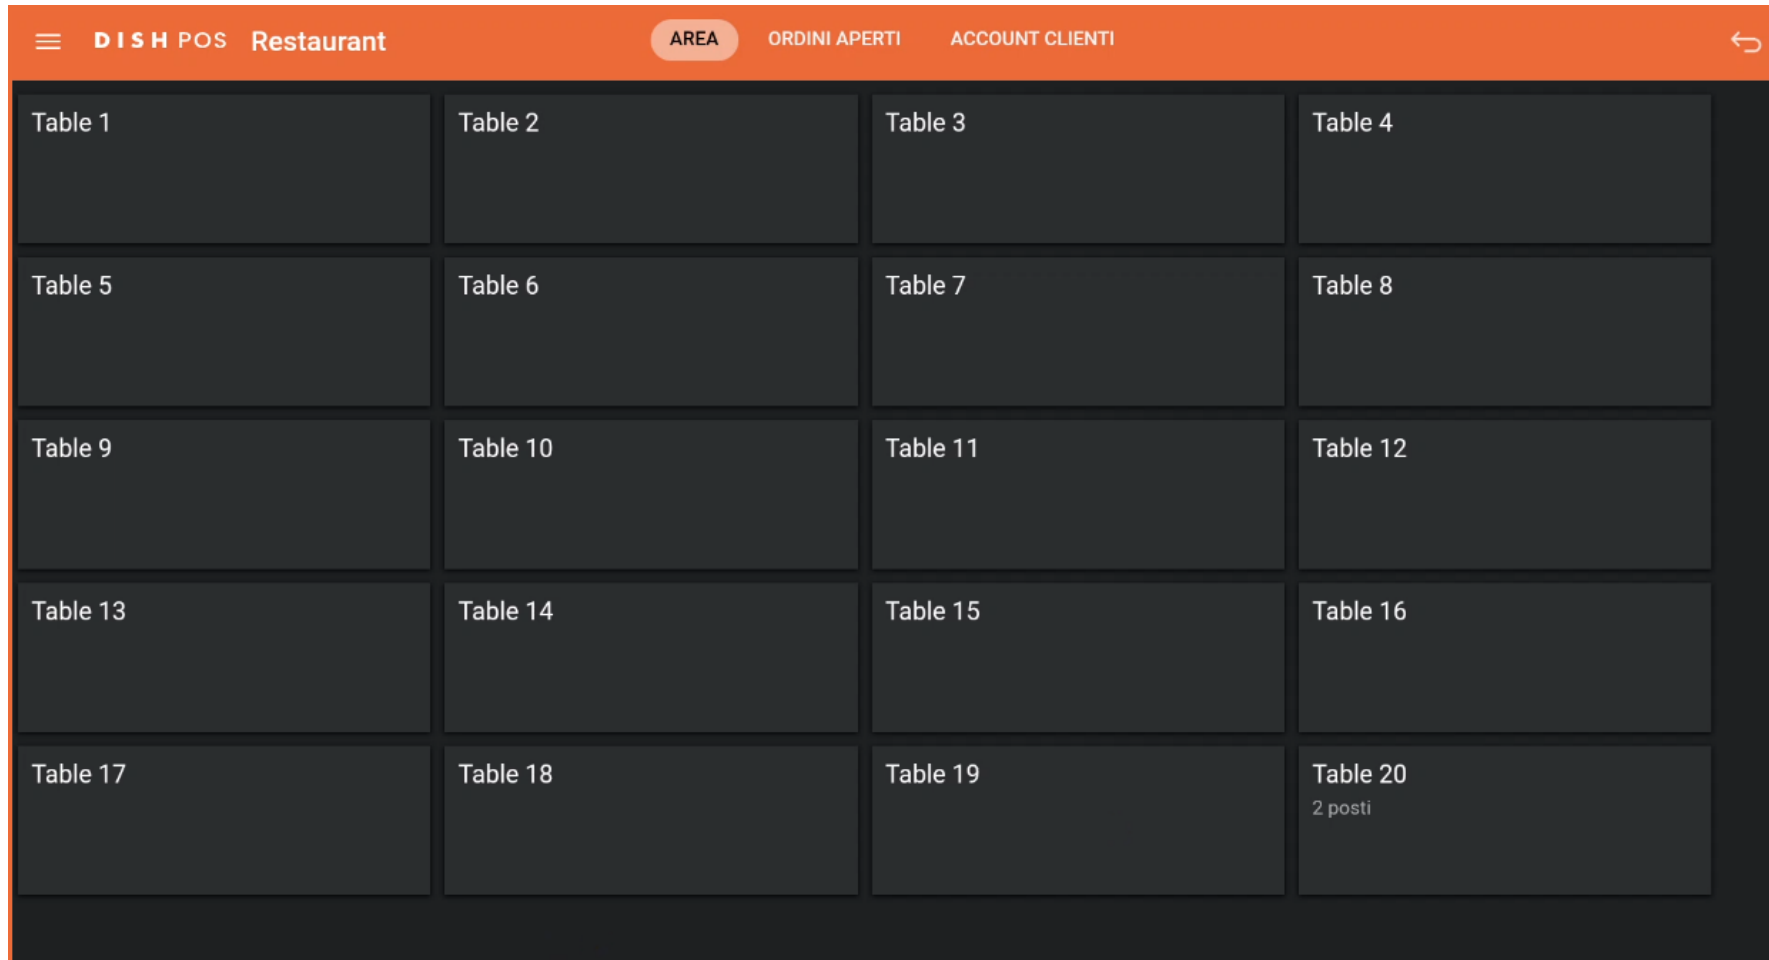 DISH POS Restaurant AREA ORDINI APERTI ACCOUNT CLIENTI
Table 1 Table 2 Table 3 Table 4
Table 5 Table 6 Table 7 Table 8
Table 9 Table 10 Table 11 Table 12
Table 13 Table 14 Table 15 Table 16
Table 17 Table 18 Table 19 Table 20
2 posti